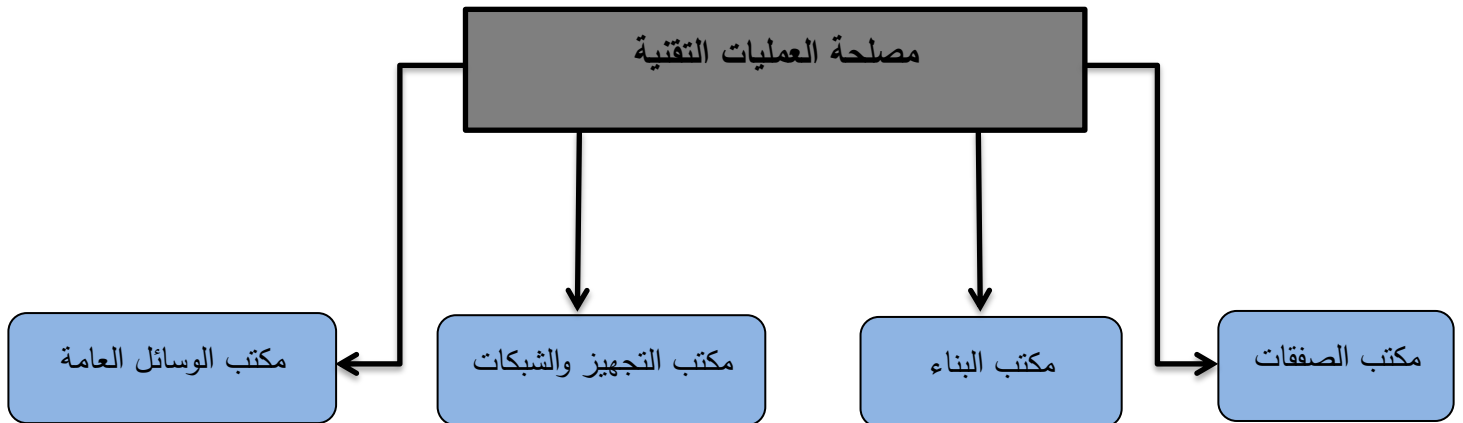 مصلحة العمليات التقنية
مكتب الصفقات
مكتب البناء
مكتب التجهيز والشبكات
مكتب الوسائل العامة